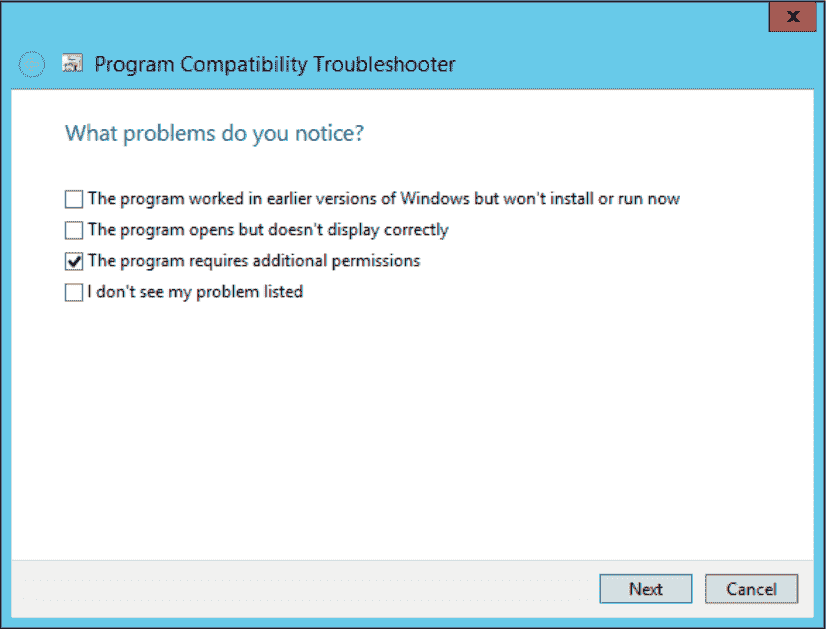 x
Program Compatibility Troubleshooter
What problems do you notice?
The program worked in earlier versions of Windows but won't install or run now
The program opens but doesn't display correctly
The program requires additional permissions
I don't see my problem listed
Next
Cancel